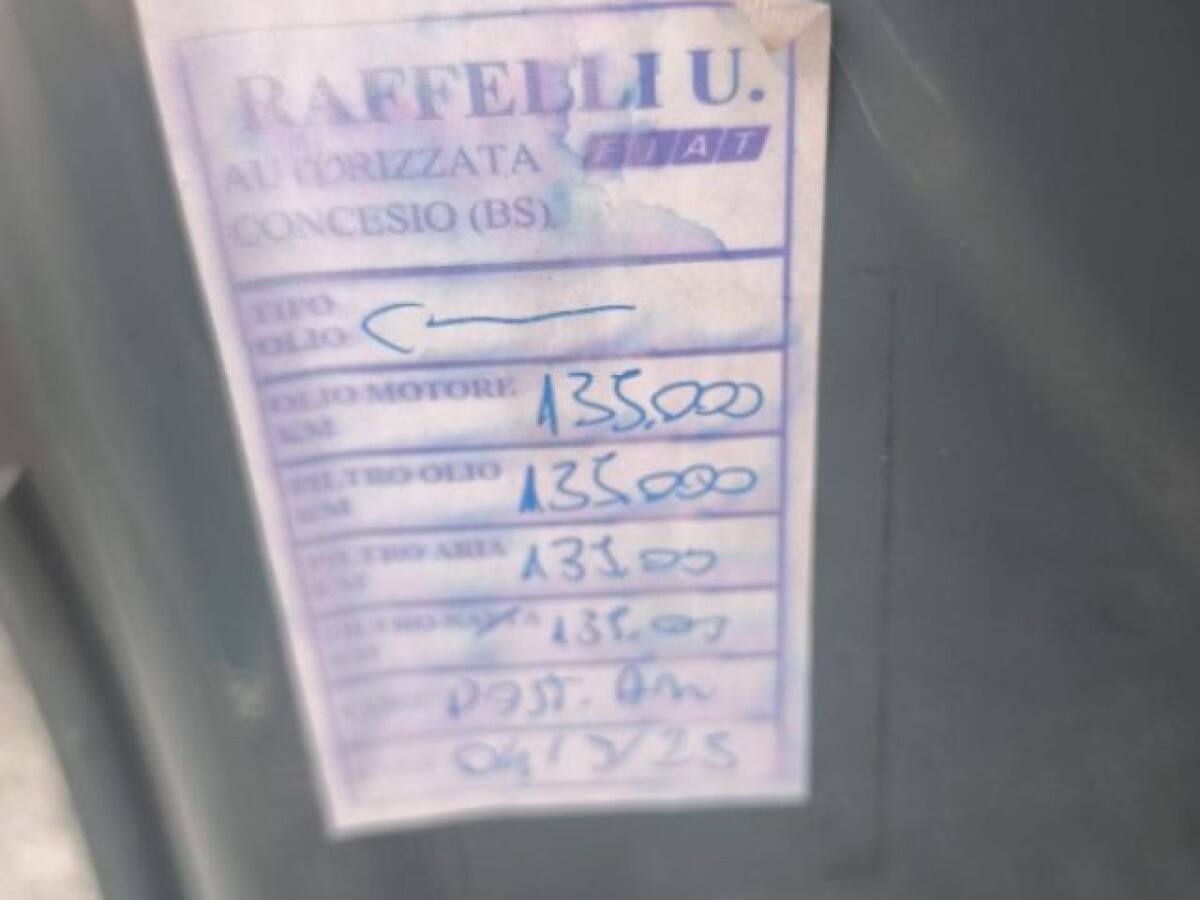 RAFFELLI U.
AUTORIZZATA FIAT
CONCESIO (BS)
TIPO
OLIO
OLIO MOTORE 135.000
KM
FILTRO OLIO 135.000
KM
FILTRO ARIA
KM
FILTRO
KM
04/3/25